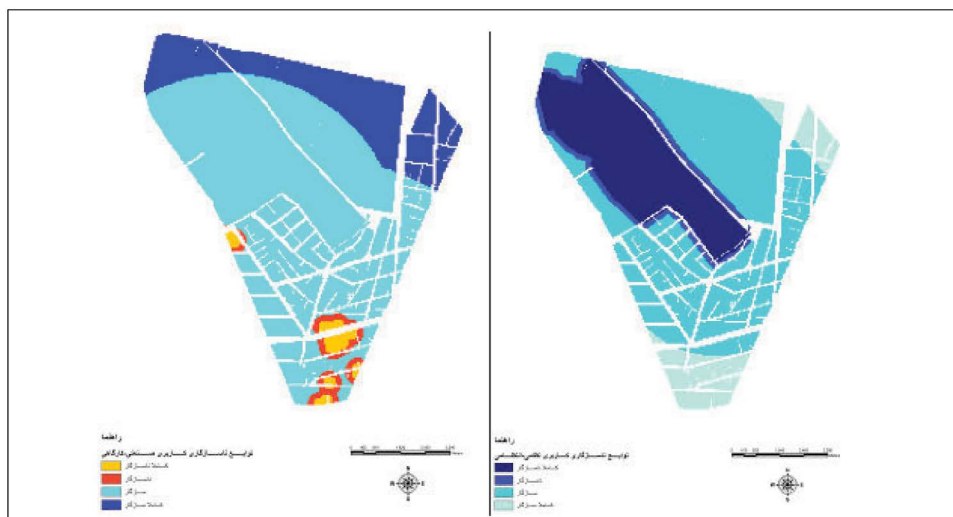 راهنما
توابع ناسازگاری کاربری صنعتی-کارگاهی
کاملا ناسازگار
ناسازگار
سازگار
کاملا سازگار
N
W
E
S
راهنما
توابع ناسازگاری کاربری نظامی-انتظامی
کاملا ناسازگار
ناسازگار
سازگار
کاملا سازگار
N
W
E
S